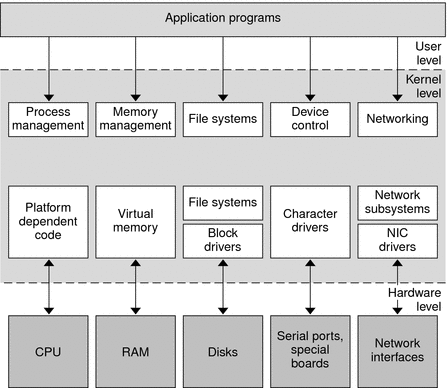 Application programs
User
level
Kernel
level
Process
management
Memory
management
File systems
Device
control
Networking
Platform
dependent
code
Virtual
memory
File systems
Block
drivers
Character
drivers
Network
subsystems
NIC
drivers
Hardware
level
CPU
RAM
Disks
Serial ports,
special
boards
Network
interfaces